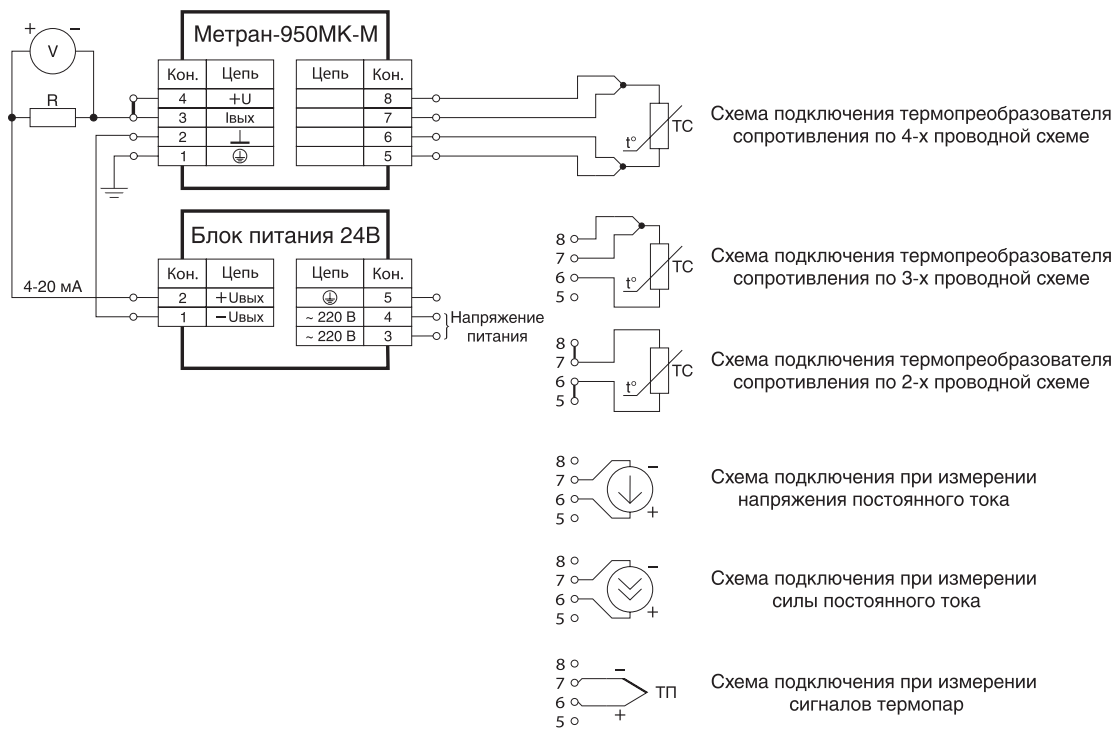 Метран-950МК-М
+ −
V
R
Кон. Цепь Цепь Кон.
4 +U 8
3 Iвых 7
2 6
1 5
t° ТС
Схема подключения термопреобразователя
сопротивления по 4-х проводной схеме
Блок питания 24В
Кон. Цепь Цепь Кон.
4-20 мА
2 +Uвых 5
1 −Uвых ~ 220 В 4
~ 220 В 3
Напряжение
питания
8
7
6
5
t° ТС
Схема подключения термопреобразователя
сопротивления по 3-х проводной схеме
8
7
6
5
t° ТС
Схема подключения термопреобразователя
сопротивления по 2-х проводной схеме
8
7
6
5
−
+
Схема подключения при измерении
напряжения постоянного тока
8
7
6
5
−
+
Схема подключения при измерении
силы постоянного тока
8
7
6
5
−
+
ТП
Схема подключения при измерении
сигналов термопар